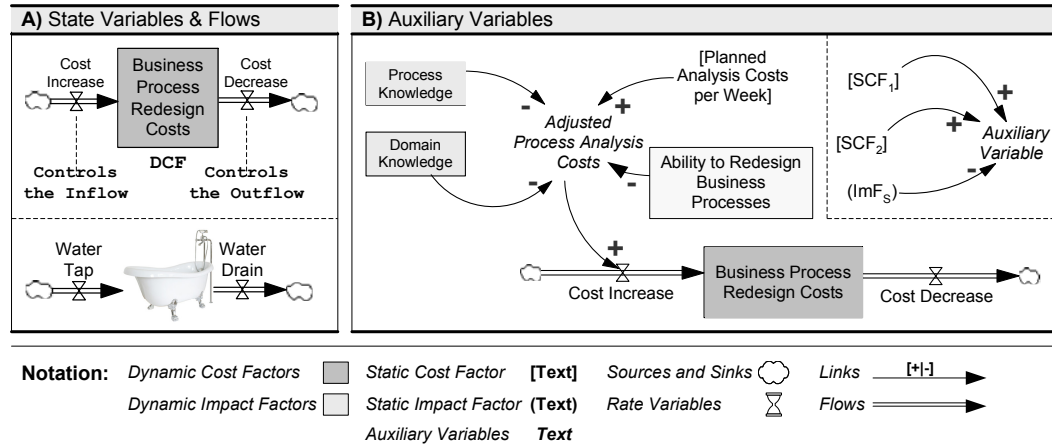 A) State Variables & Flows
Cost
Increase
Business
Process
Redesign
Costs
Cost
Decrease
DCF
Controls
the Inflow
Controls
the Outflow
Water
Tap
Water
Drain
B) Auxiliary Variables
Process
Knowledge
-
Domain
Knowledge
-
[Planned
Analysis Costs
per Week]
+
Adjusted
Process Analysis
Costs
-
Ability to Redesign
Business
Processes
+
Cost Increase
Business Process
Redesign Costs
Cost Decrease
[SCF1]
+
[SCF2]
+
Auxiliary
Variable
(ImFS)
-
Notation:
Dynamic Cost Factors
Static Cost Factor [Text]
Sources and Sinks
Links [+|-]
Dynamic Impact Factors
Static Impact Factor (Text)
Rate Variables
Flows
Auxiliary Variables Text